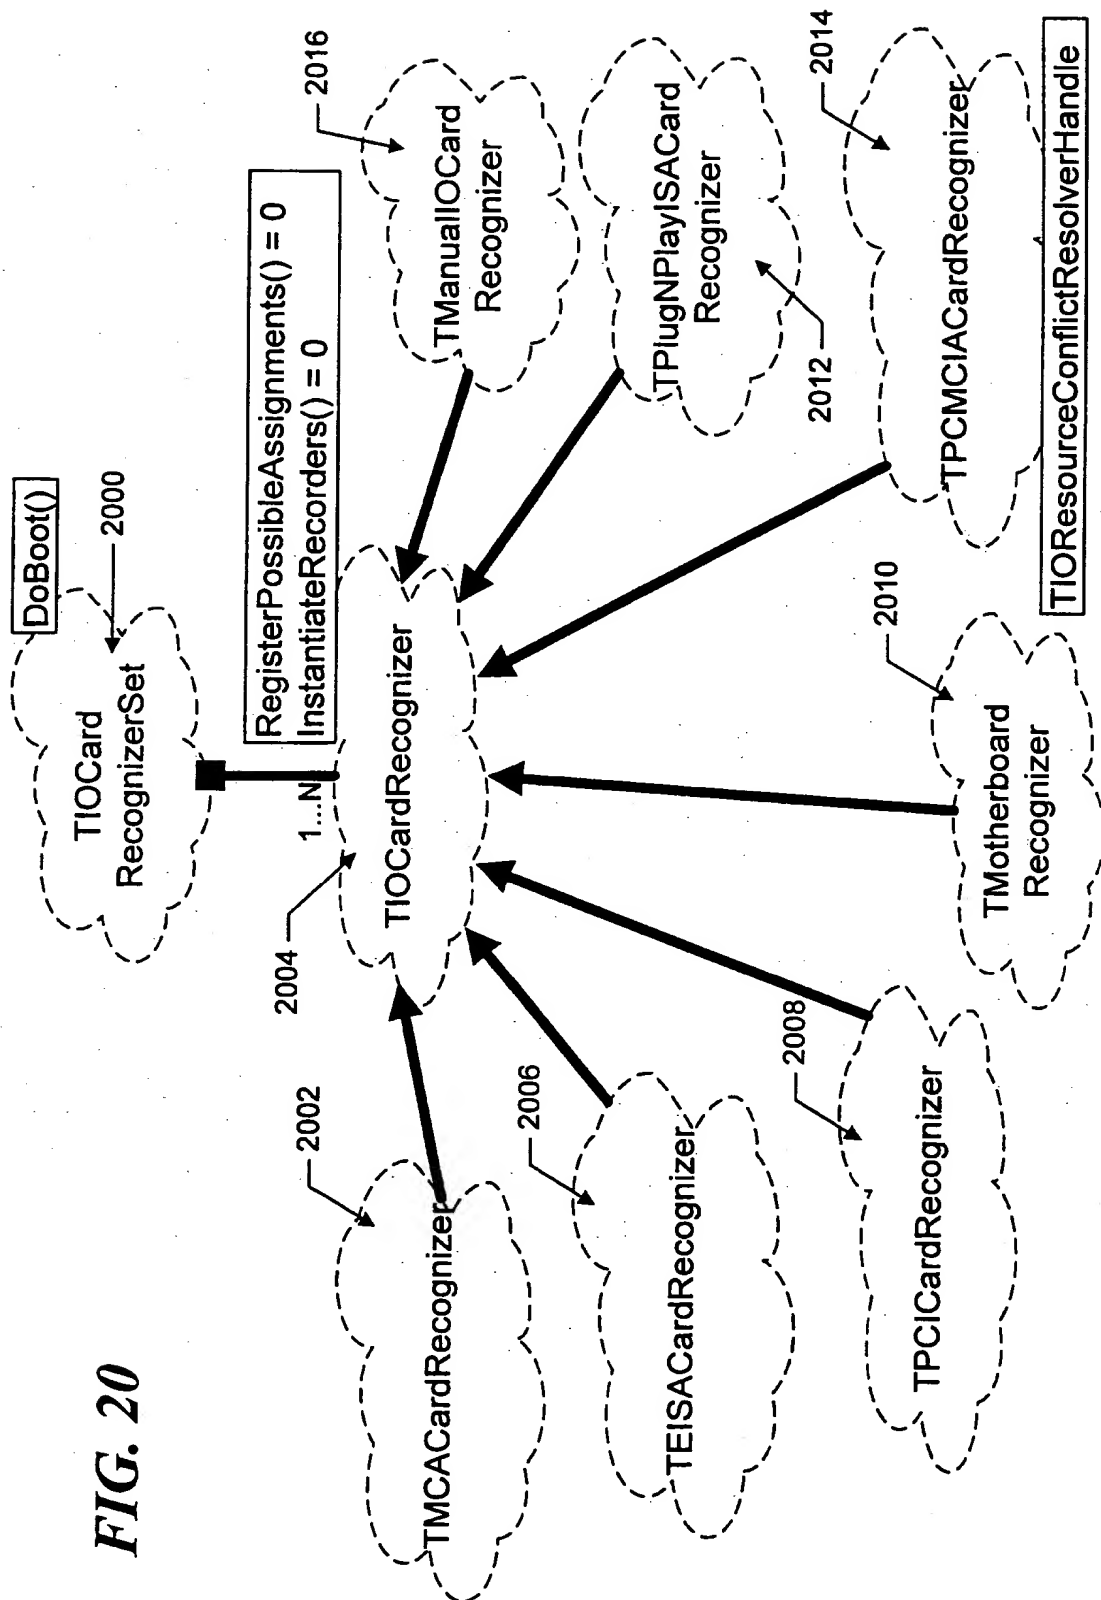 FIG. 20
DoBoot()
TIOCard
RecognizerSet
2000
RegisterPossibleAssignments() = 0
InstantiateRecorders() = 0
1....N
2004
TIOCardRecognizer
2002
TMCACardRecognizer
2016
TManualIOCard
Recognizer
2006
TEISACardRecognizer
TPlugNPlayISACard
Recognizer
2012
2008
TPCICardRecognizer
2010
TMotherboard
Recognizer
2014
TPCMCIACardRecognizer
TIOResourceConflictResolverHandle